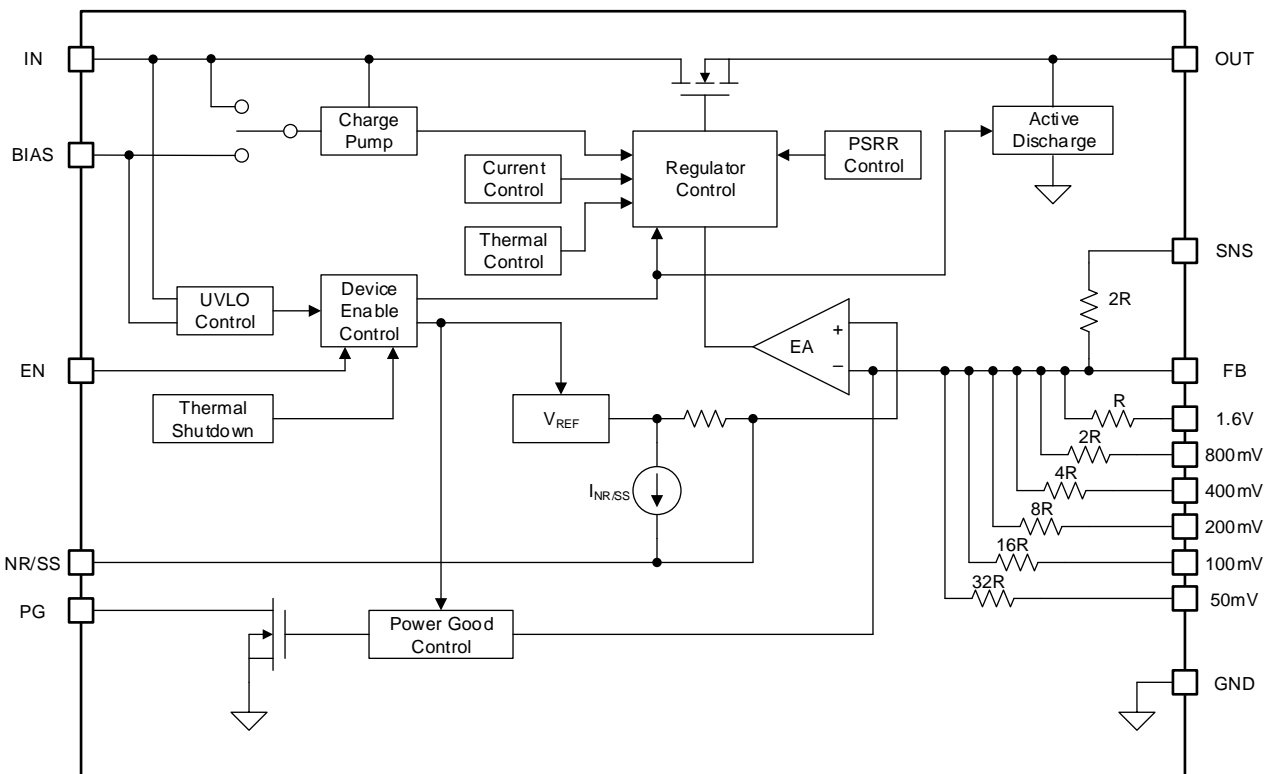 IN
OUT
Charge
Pump
Active
Discharge
BIAS
Current
Control
Regulator
Control
PSRR
Control
Thermal
Control
SNS
UVLO
Control
Device
Enable
Control
2R
EA
+
−
EN
FB
Thermal
Shutdown
VREF
R
1.6V
2R
800mV
INR/SS
4R
400mV
8R
200mV
NR/SS
16R
100mV
PG
32R
50mV
Power Good
Control
GND